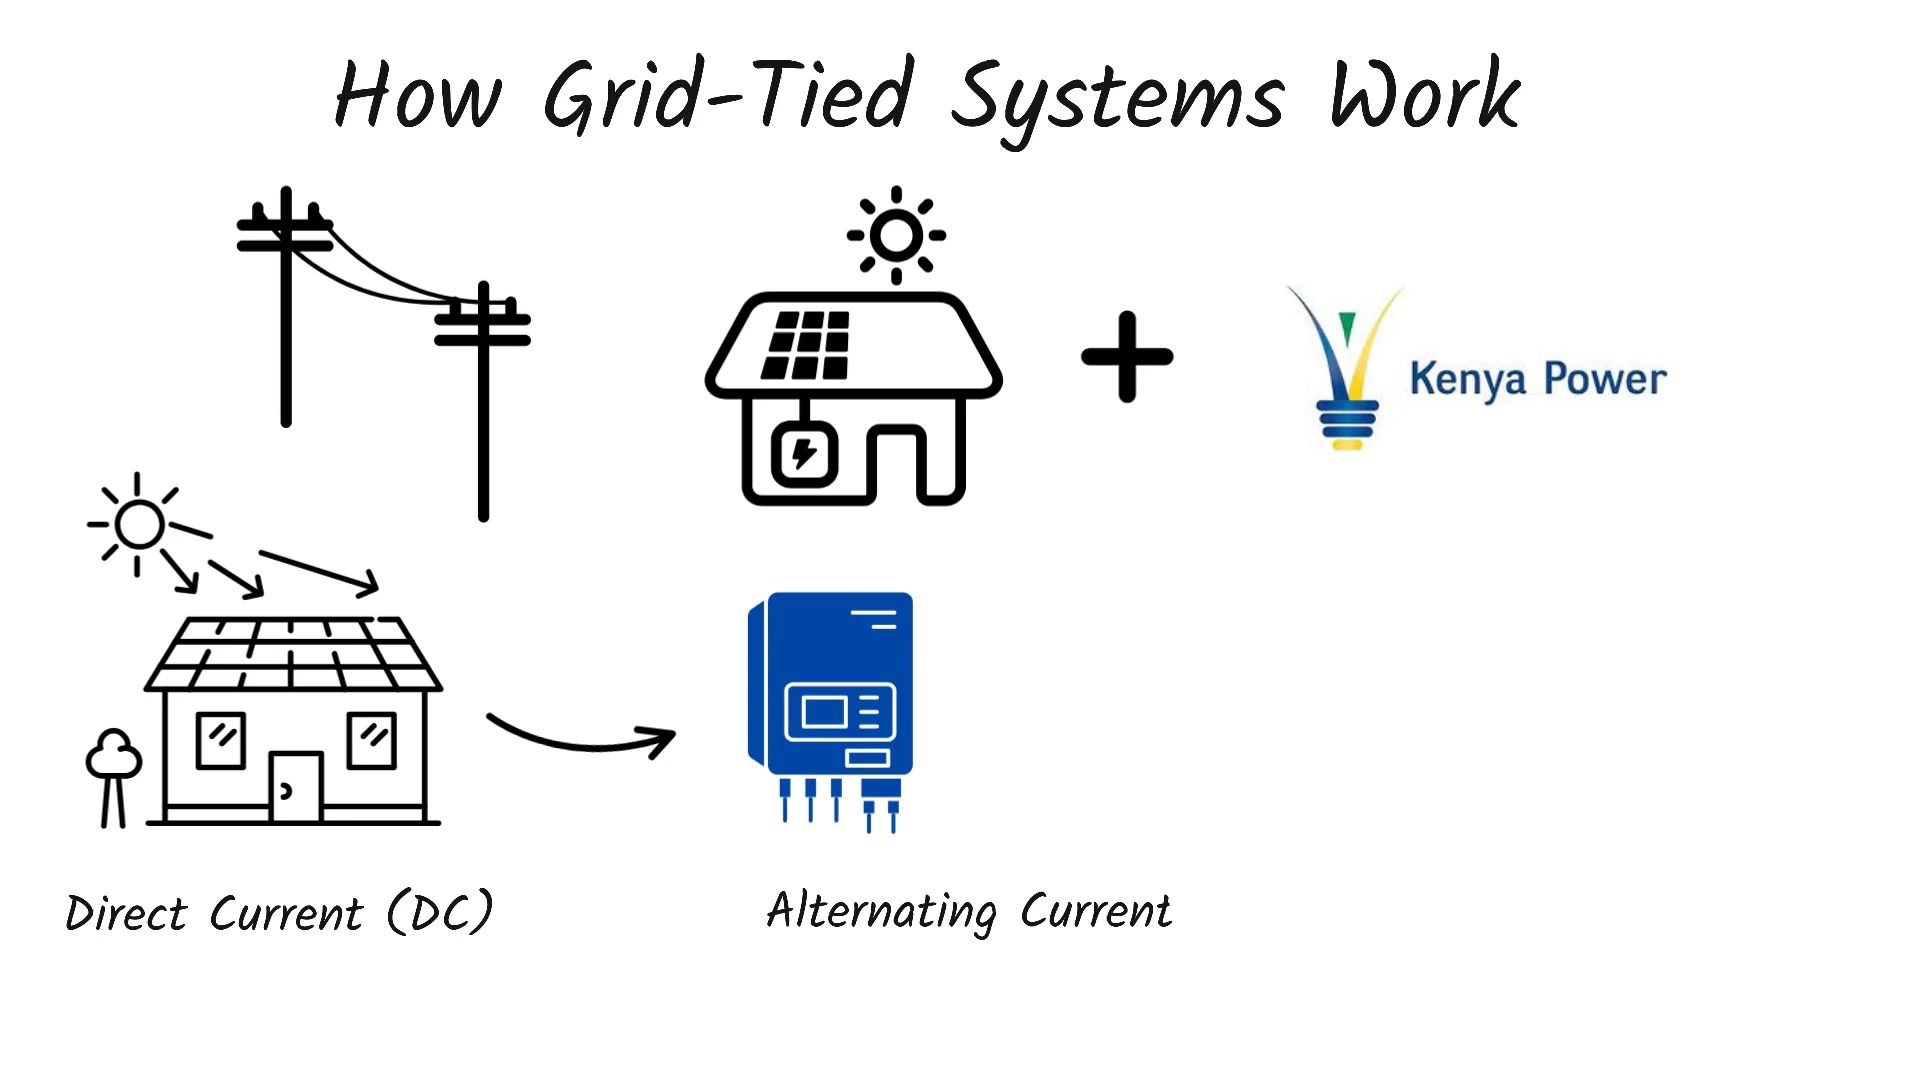 How Grid-Tied Systems Work
Kenya Power
Direct Current (DC)
Alternating Current